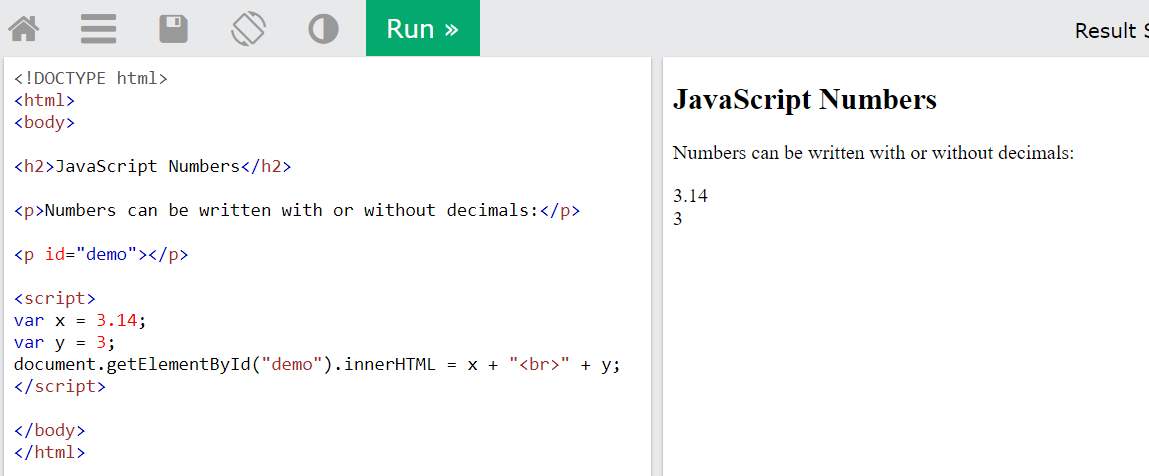 Run »
Result S
<!DOCTYPE html>
<html>
<body>
<h2>JavaScript Numbers</h2>
<p>Numbers can be written with or without decimals:</p>
<p id="demo"></p>
<script>
var x = 3.14;
var y = 3;
document.getElementById("demo").innerHTML = x + "<br>" + y;
</script>
</body>
</html>
JavaScript Numbers
Numbers can be written with or without decimals:
3.14
3